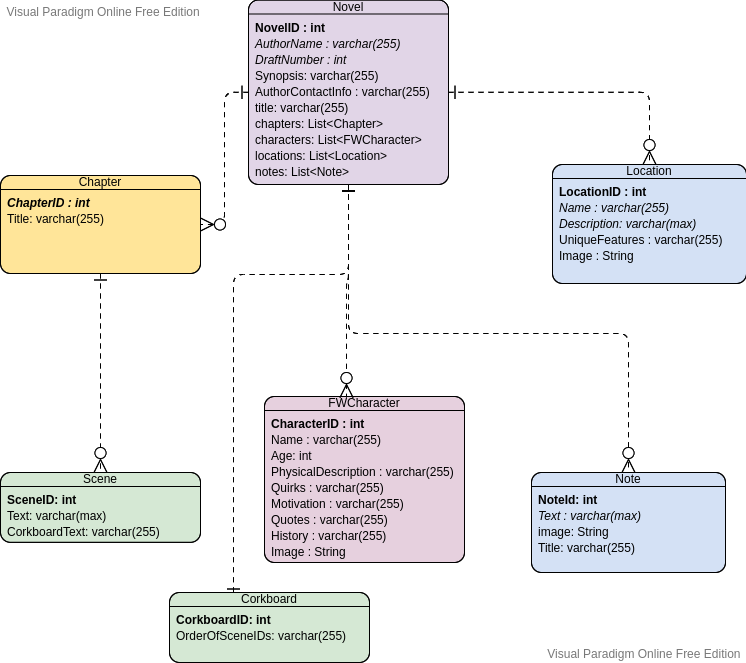 Visual Paradigm Online Free Edition
Novel
NovelID : int
AuthorName : varchar(255)
DraftNumber : int
Synopsis: varchar(255)
AuthorContactInfo : varchar(255)
title: varchar(255)
chapters: List<Chapter>
characters: List<FWCharacter>
locations: List<Location>
notes: List<Note>
Chapter
ChapterID : int
Title: varchar(255)
Location
LocationID : int
Name : varchar(255)
Description: varchar(max)
UniqueFeatures : varchar(255)
Image : String
FWCharacter
CharacterID : int
Name : varchar(255)
Age: int
PhysicalDescription : varchar(255)
Quirks : varchar(255)
Motivation : varchar(255)
Quotes : varchar(255)
History : varchar(255)
Image : String
Scene
SceneID: int
Text: varchar(max)
CorkboardText: varchar(255)
Note
NoteId: int
Text : varchar(max)
image: String
Title: varchar(255)
Corkboard
CorkboardID: int
OrderOfSceneIDs: varchar(255)
Visual Paradigm Online Free Edition